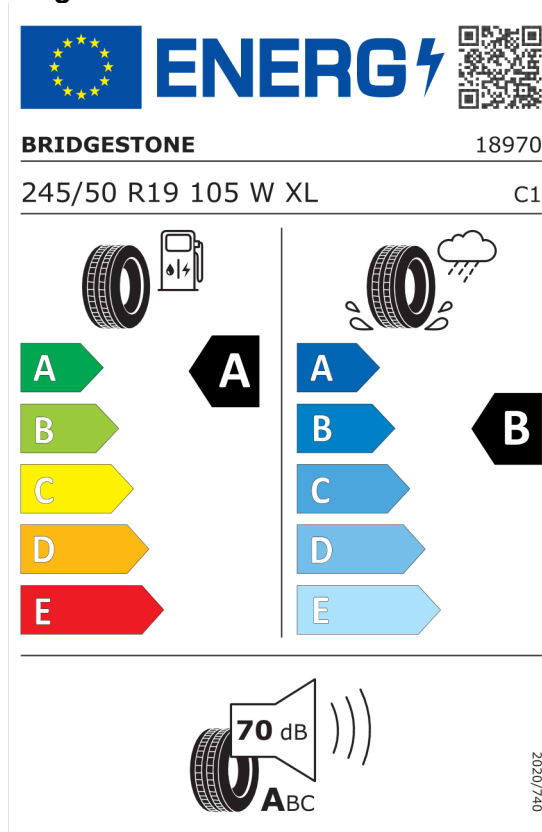 ENERG
BRIDGESTONE 18970
245/50 R19 105 W XL C1
A A A
B B B
C C
D D
E E
70 dB
ABC
2020/740